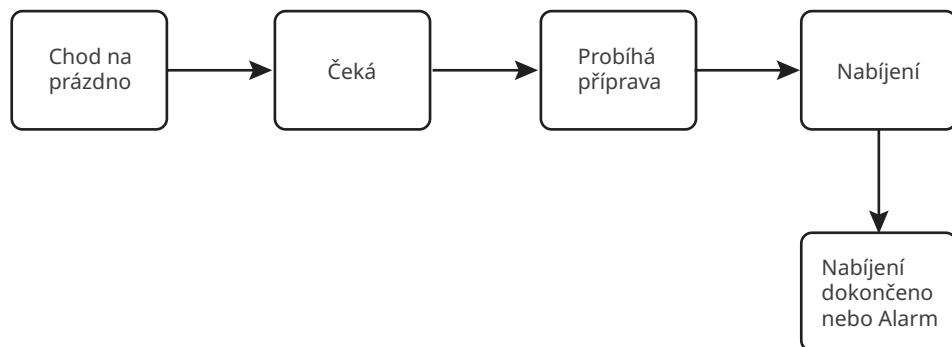 Chod na
prázdno
Čeká
Probíhá
příprava
Nabíjení
Nabíjení
dokončeno
nebo Alarm